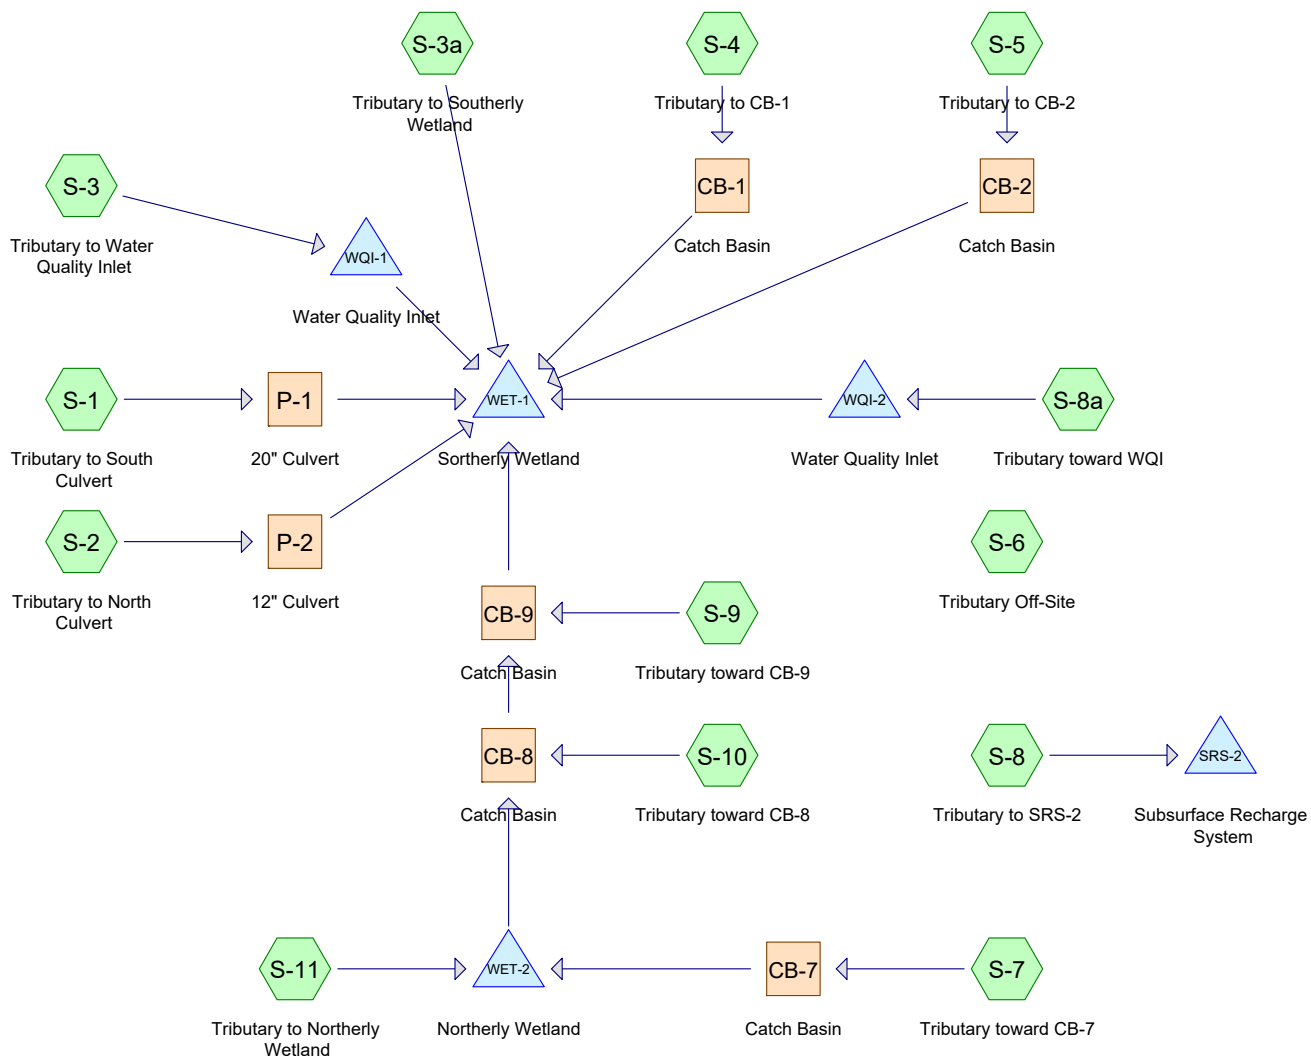 S-3a
Tributary to Southerly
Wetland
S-4
Tributary to CB-1
S-5
Tributary to CB-2
S-3
Tributary to Water
Quality Inlet
WQI-1
Water Quality Inlet
CB-1
Catch Basin
CB-2
Catch Basin
S-1
Tributary to South
Culvert
P-1
20" Culvert
WET-1
Sortherly Wetland
WQI-2
Water Quality Inlet
S-8a
Tributary toward WQI
S-2
Tributary to North
Culvert
P-2
12" Culvert
S-6
Tributary Off-Site
CB-9
Catch Basin
S-9
Tributary toward CB-9
CB-8
Catch Basin
S-10
Tributary toward CB-8
S-8
Tributary to SRS-2
SRS-2
Subsurface Recharge
System
S-11
Tributary to Northerly
Wetland
WET-2
Northerly Wetland
CB-7
Catch Basin
S-7
Tributary toward CB-7